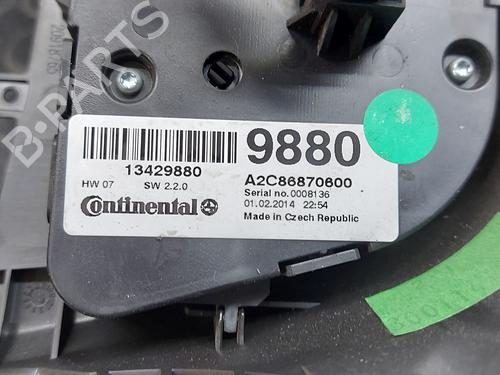 9880
13429880
A2C86870600
HW 07 SW 2.2.0
Serial no.0008136
01.02.2014 22:54
Continental
Made in Czech Republic
B-PARTS